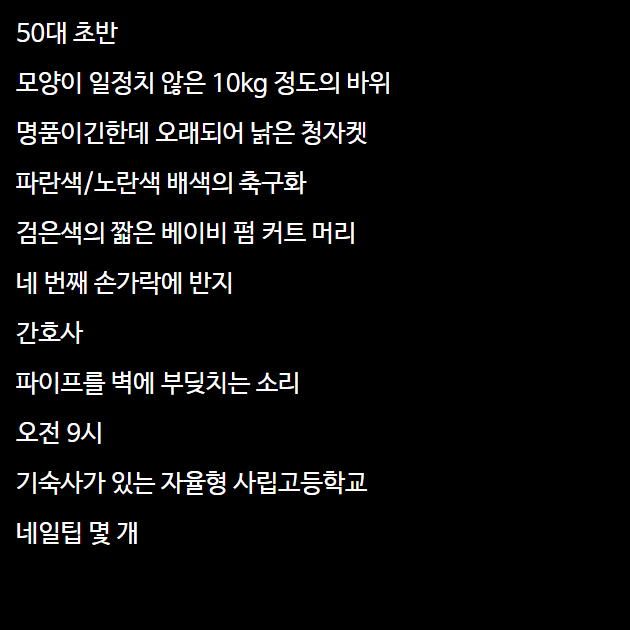 50대 초반
모양이 일정치 않은 10kg 정도의 바위
명품이긴한데 오래되어 낡은 청자켓
파란색/노란색 배색의 축구화
검은색의 짧은 베이비 펌 커트 머리
네 번째 손가락에 반지
간호사
파이프를 벽에 부딪치는 소리
오전 9시
기숙사가 있는 자율형 사립고등학교
네일팁 몇 개